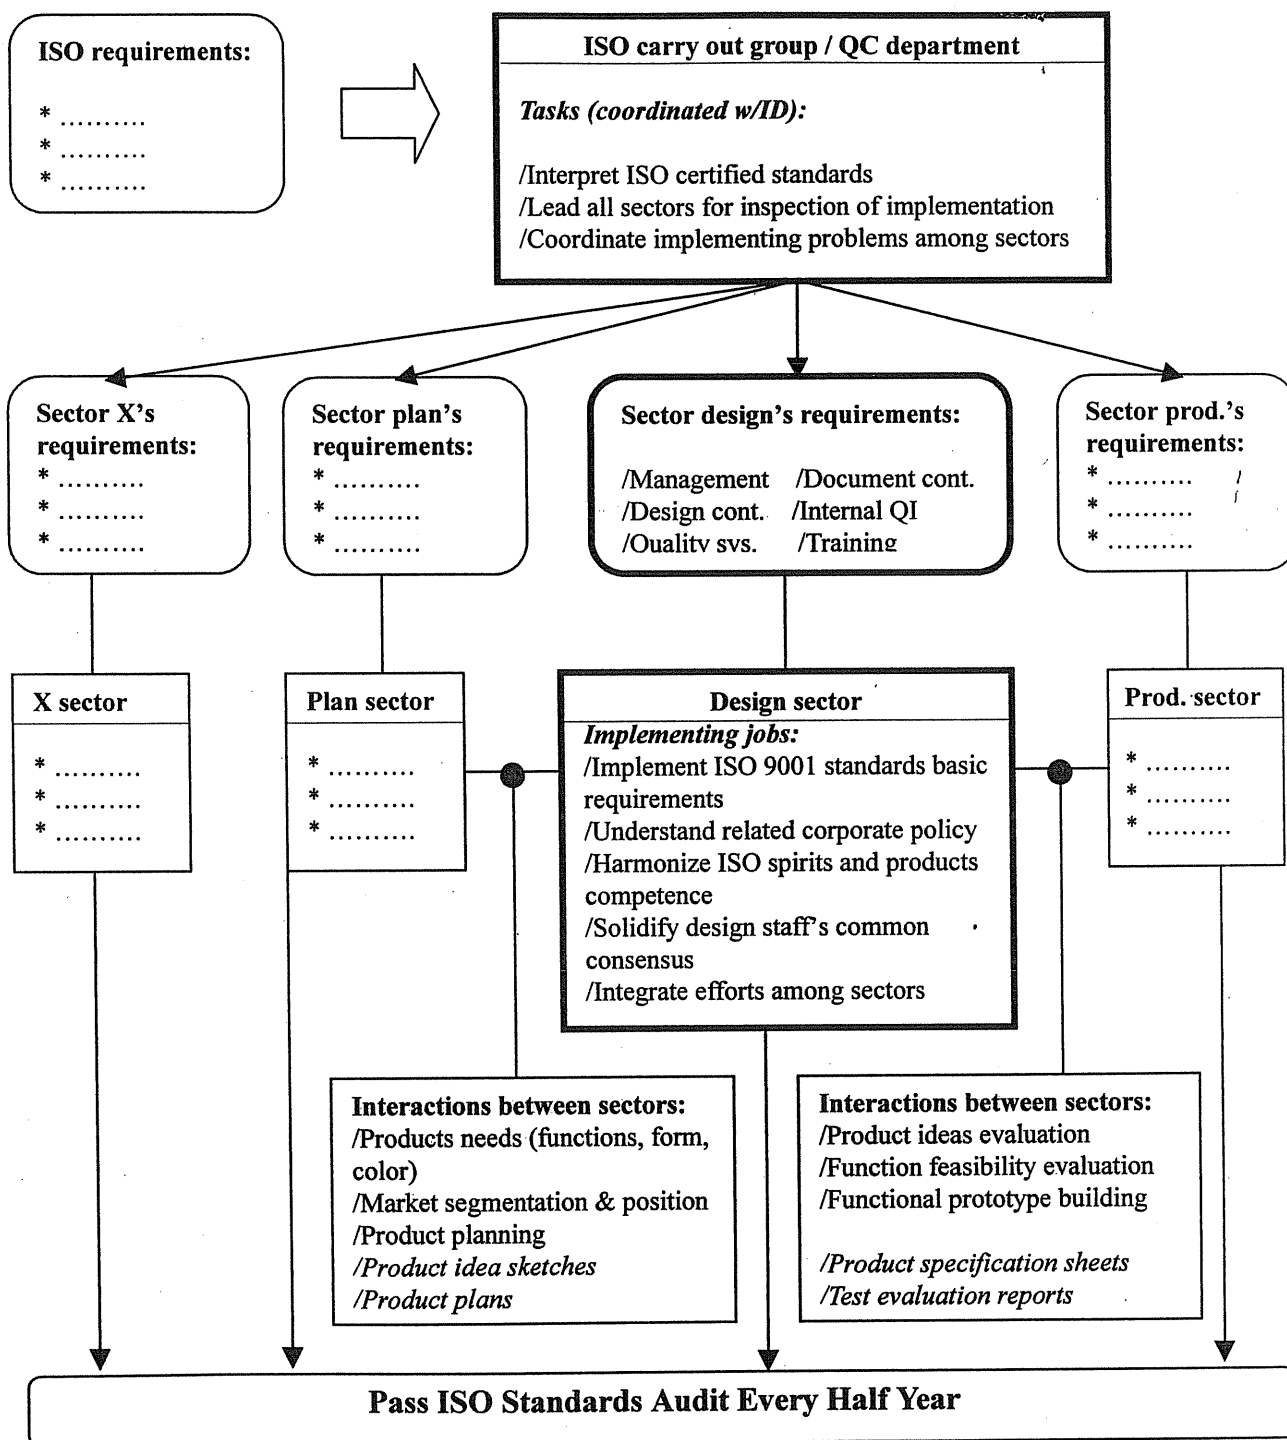 ISO requirements:
* ..........
* ..........
* ..........
ISO carry out group / QC department
Tasks (coordinated w/ID):
/Interpret ISO certified standards
/Lead all sectors for inspection of implementation
/Coordinate implementing problems among sectors
Sector X's
requirements:
* ..........
* ..........
* ..........
Sector plan's
requirements:
* ..........
* ..........
* ..........
Sector design's requirements:
/Management /Document cont.
/Design cont. /Internal QI
/Quality sys. /Training
Sector prod.'s
requirements:
* ..........
* ..........
* ..........
X sector
* ..........
* ..........
* ..........
Plan sector
* ..........
* ..........
* ..........
Design sector
Implementing jobs:
/Implement ISO 9001 standards basic
requirements
/Understand related corporate policy
/Harmonize ISO spirits and products
competence
/Solidify design staff's common
consensus
/Integrate efforts among sectors
Prod. sector
* ..........
* ..........
* ..........
Interactions between sectors:
/Products needs (functions, form,
color)
/Market segmentation & position
/Product planning
/Product idea sketches
/Product plans
Interactions between sectors:
/Product ideas evaluation
/Function feasibility evaluation
/Functional prototype building
/Product specification sheets
/Test evaluation reports
Pass ISO Standards Audit Every Half Year